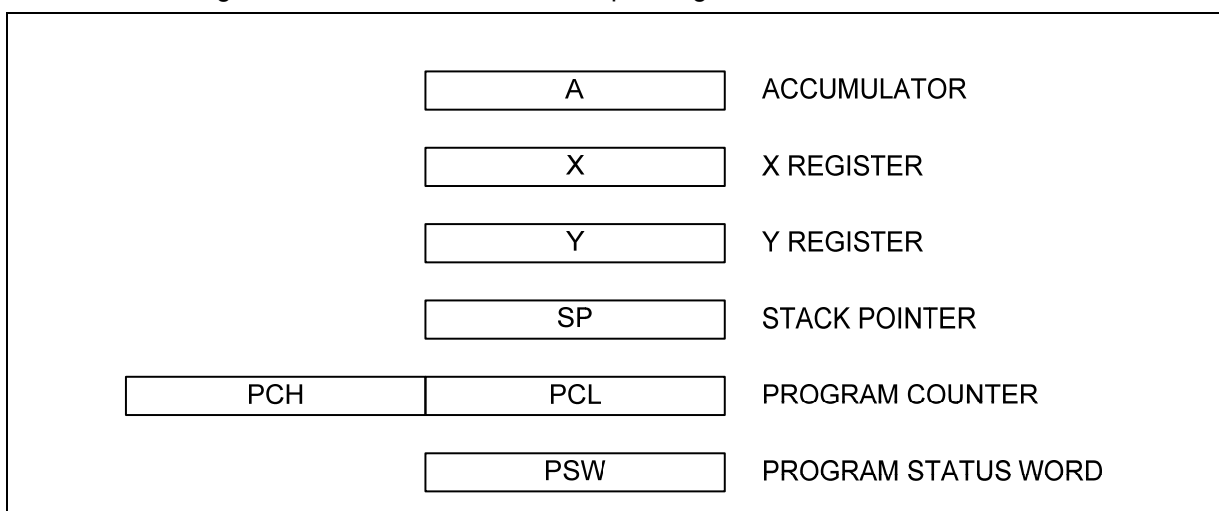 A ACCUMULATOR
X X REGISTER
Y Y REGISTER
SP STACK POINTER
PCH PCL PROGRAM COUNTER
PSW PROGRAM STATUS WORD